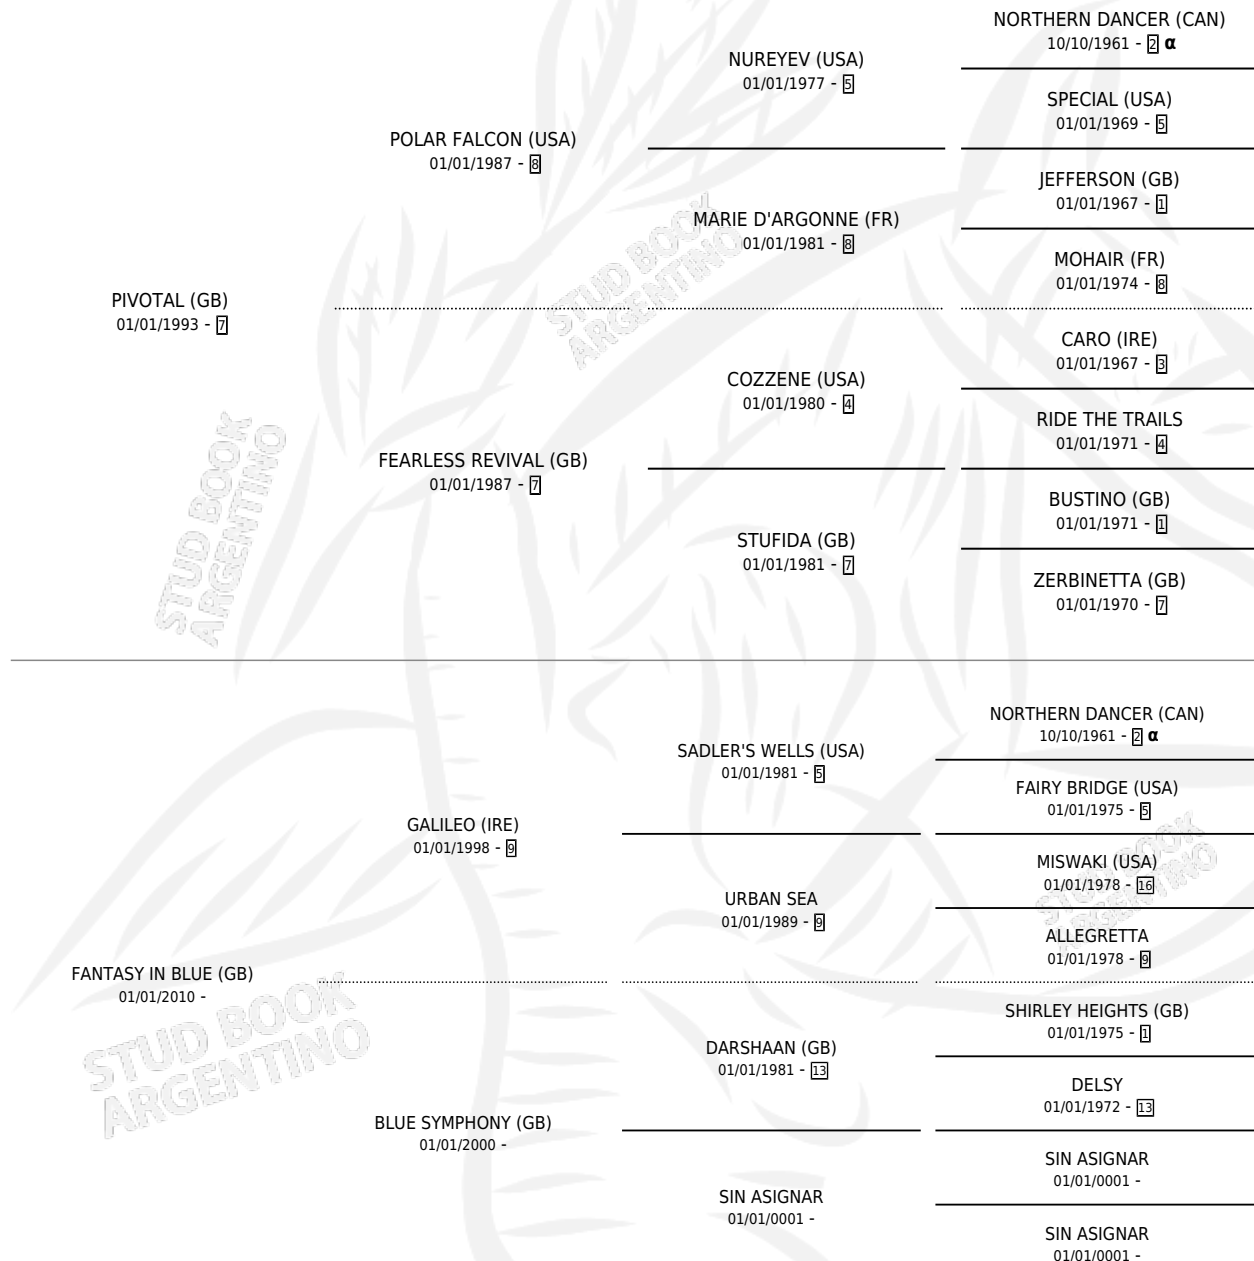 NORTHERN DANCER (CAN)
10/10/1961 - 2 α
NUREYEV (USA)
01/01/1977 - 5
SPECIAL (USA)
01/01/1969 - 5
POLAR FALCON (USA)
01/01/1987 - 8
JEFFERSON (GB)
01/01/1967 - 1
MARIE D'ARGONNE (FR)
01/01/1981 - 8
MOHAIR (FR)
01/01/1974 - 8
PIVOTAL (GB)
01/01/1993 - 7
CARO (IRE)
01/01/1967 - 3
COZZENE (USA)
01/01/1980 - 4
RIDE THE TRAILS
01/01/1971 - 4
FEARLESS REVIVAL (GB)
01/01/1987 - 7
BUSTINO (GB)
01/01/1971 - 1
STUFIDA (GB)
01/01/1981 - 7
ZERBINETTA (GB)
01/01/1970 - 7
STUD BOOK
ARGENTINO
STUD BOOK
ARGENTINO
NORTHERN DANCER (CAN)
10/10/1961 - 2 α
SADLER'S WELLS (USA)
01/01/1981 - 5
FAIRY BRIDGE (USA)
01/01/1975 - 5
GALILEO (IRE)
01/01/1998 - 9
MISWAKI (USA)
01/01/1978 - 16
URBAN SEA
01/01/1989 - 9
ALLEGRETTA
01/01/1978 - 9
FANTASY IN BLUE (GB)
01/01/2010 -
SHIRLEY HEIGHTS (GB)
01/01/1975 - 1
DARSHAAN (GB)
01/01/1981 - 13
DELSY
01/01/1972 - 13
BLUE SYMPHONY (GB)
01/01/2000 -
SIN ASIGNAR
01/01/0001 -
SIN ASIGNAR
01/01/0001 -
SIN ASIGNAR
01/01/0001 -
STUD BOOK
ARGENTINO
STUD BOOK
ARGENTINO